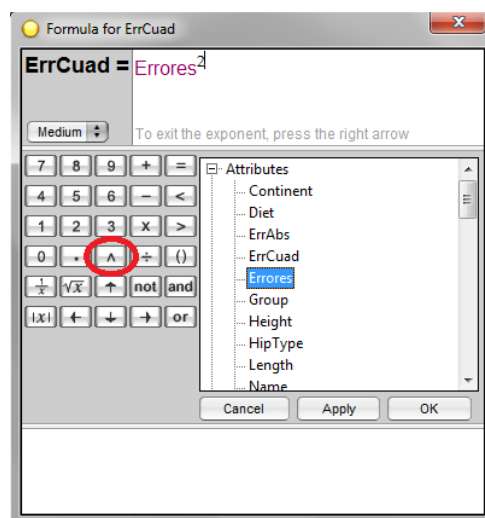 Formula for ErrCuad
x
ErrCuad = Errores2
Medium
To exit the exponent, press the right arrow
7 8 9 + =
4 5 6 - <
1 2 3 x >
0 . ^ ÷ ()
1/x √x ↑ not and
|x| ← ↓ → or
Attributes
Continent
Diet
ErrAbs
ErrCuad
Errores
Group
Height
HipType
Length
Name
Cancel Apply OK